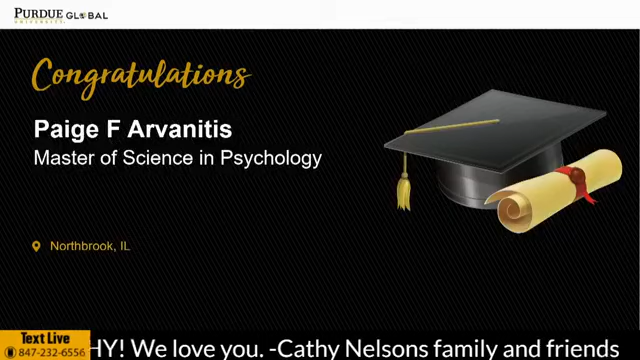 PURDUE GLOBAL
UNIVERSITY
Congratulations
Paige F Arvanitis
Master of Science in Psychology
Northbrook, IL
Text Live
847-232-6556
HY! We love you. -Cathy Nelsons family and friends